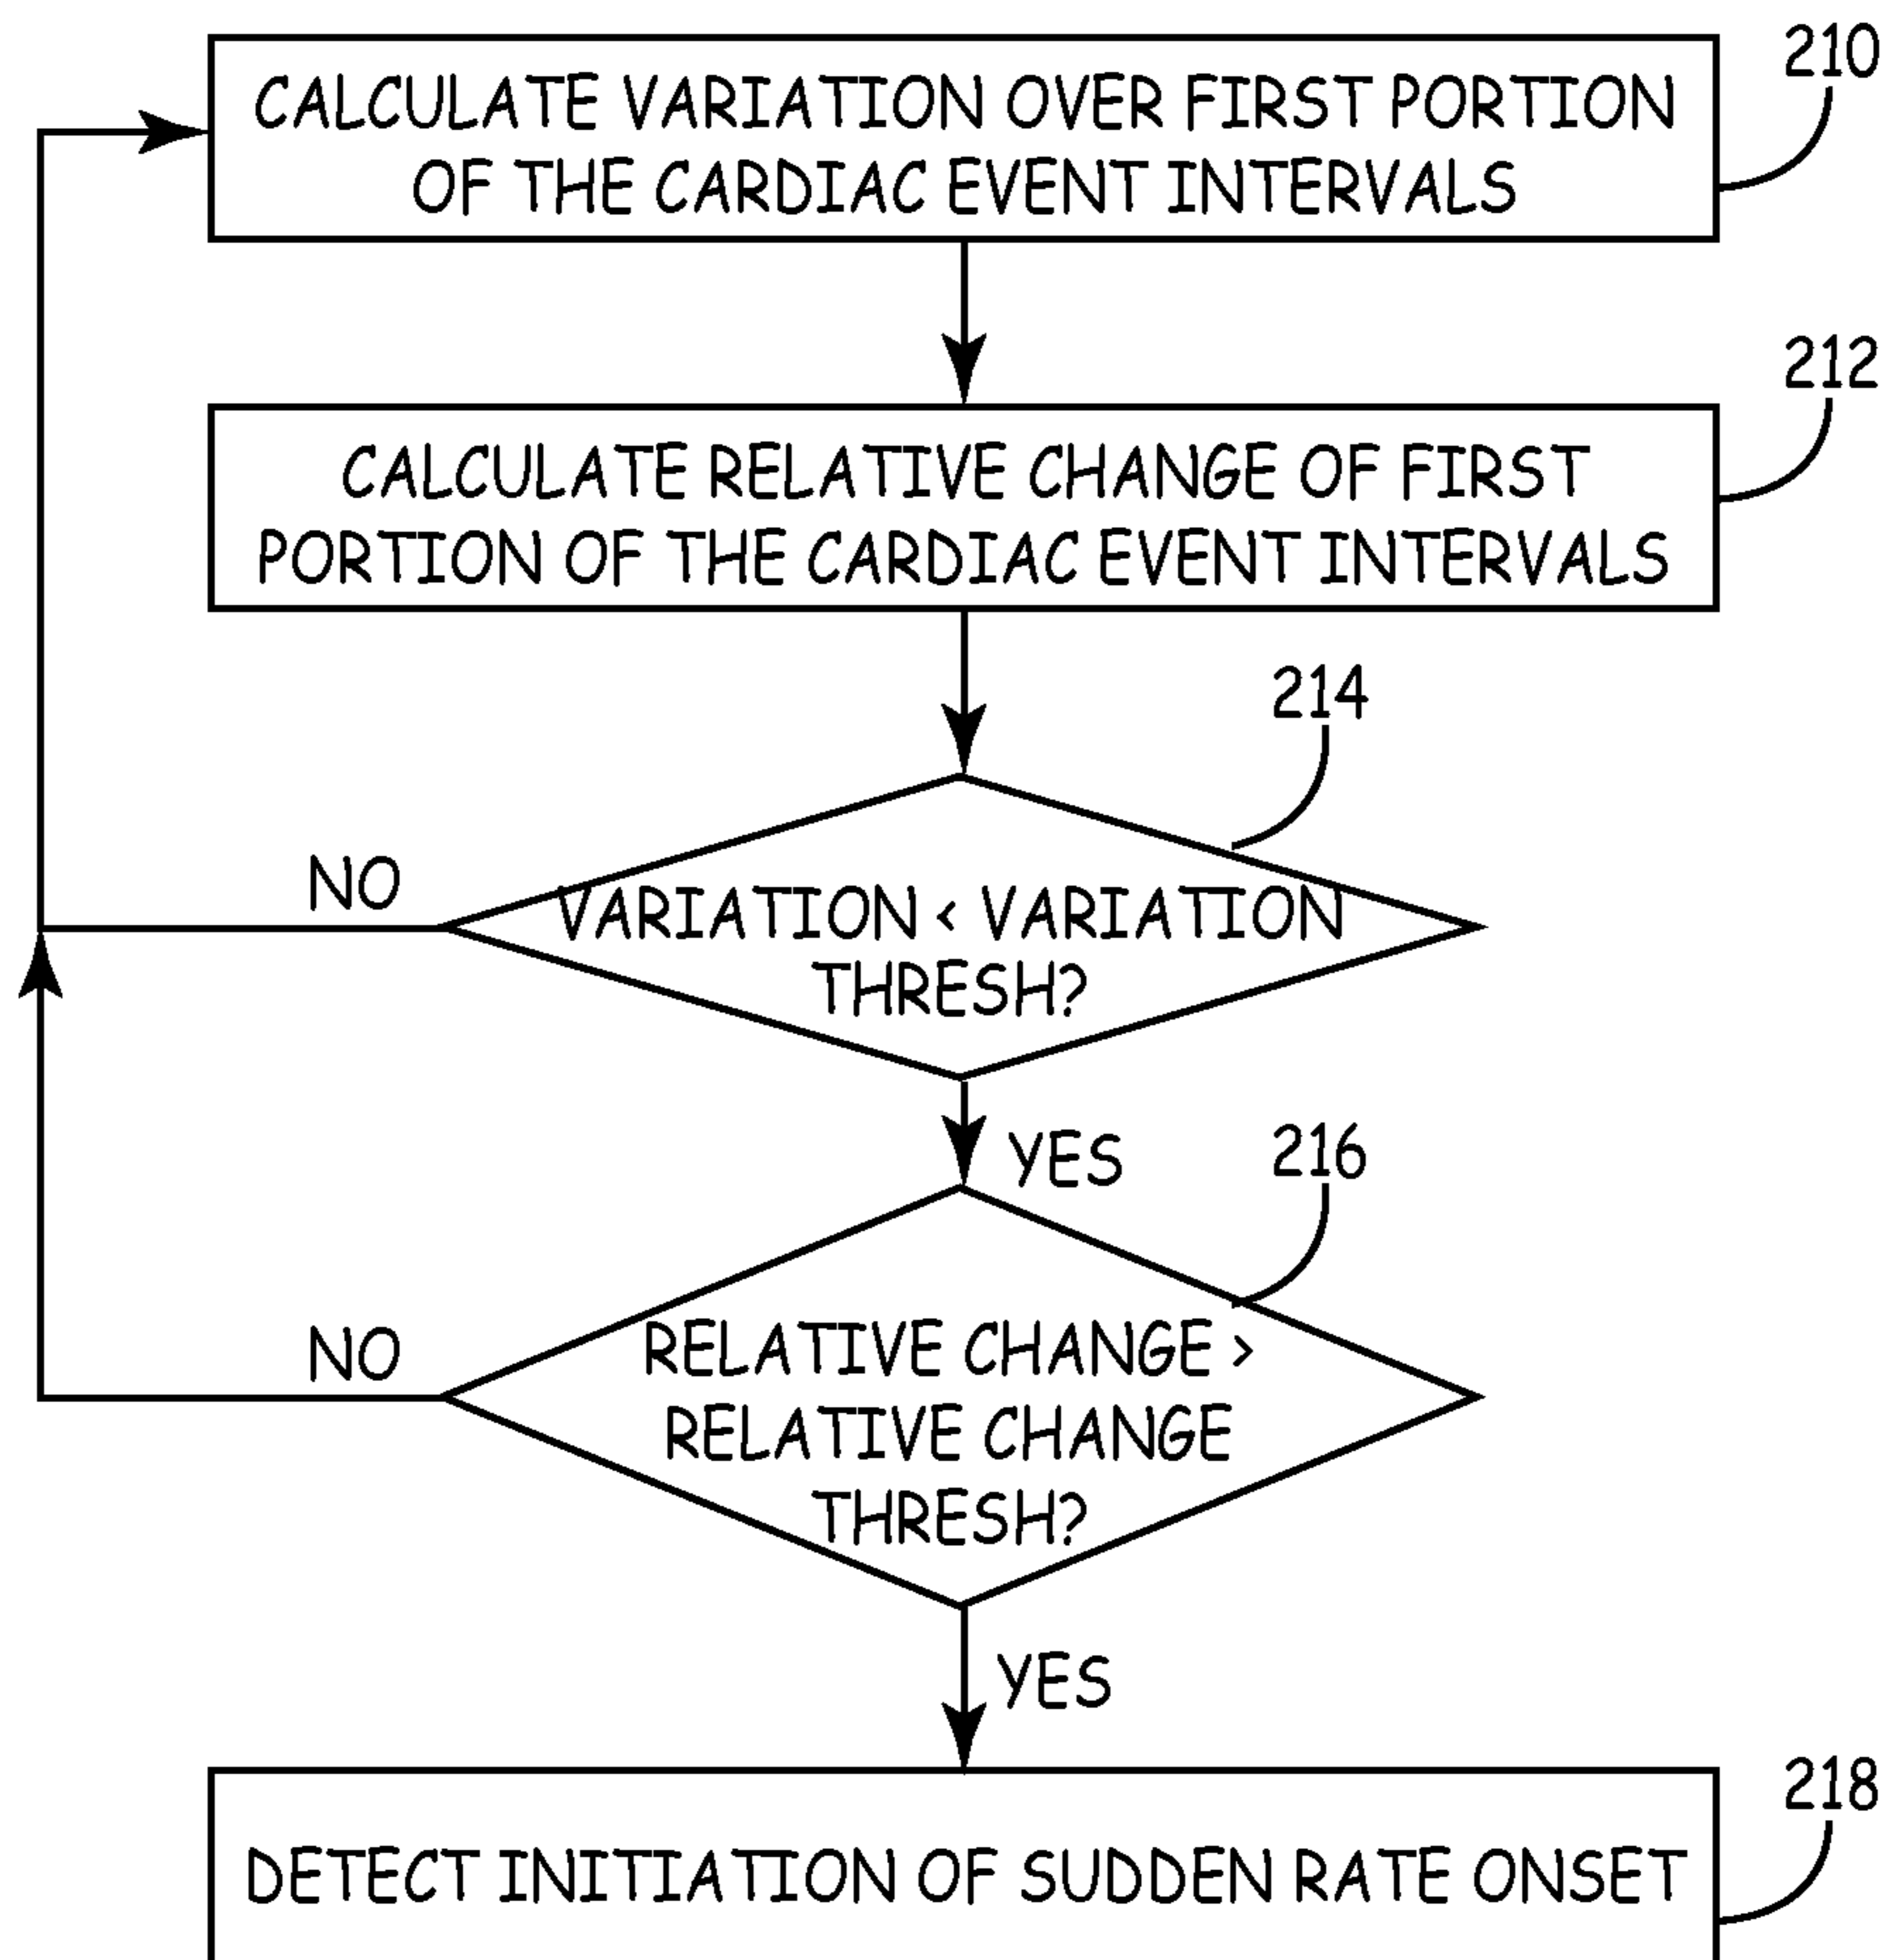 210
CALCULATE VARIATION OVER FIRST PORTION
OF THE CARDIAC EVENT INTERVALS
212
CALCULATE RELATIVE CHANGE OF FIRST
PORTION OF THE CARDIAC EVENT INTERVALS
214
NO
VARIATION < VARIATION
THRESH?
YES
216
NO
RELATIVE CHANGE >
RELATIVE CHANGE
THRESH?
YES
218
DETECT INITIATION OF SUDDEN RATE ONSET